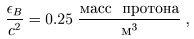 ϵ_B / c² = 0.25 масс протона / м³ ,